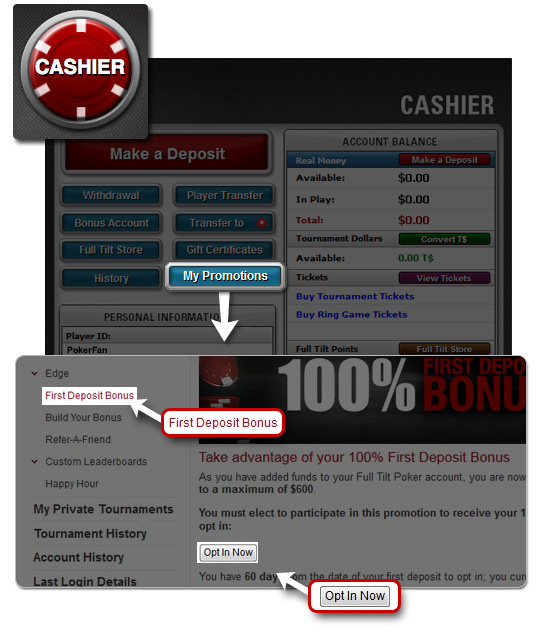 CASHIER
CASHIER
Make a Deposit
Withdrawal
Player Transfer
Bonus Account
Transfer to
Full Tilt Store
Gift Certificates
History
My Promotions
PERSONAL INFORMATIO
Player ID:
PokerFan
ACCOUNT BALANCE
Real Money
Make a Deposit
Available: $0.00
In Play: $0.00
Total: $0.00
Tournament Dollars
Convert T$
Available: 0.00 T$
Tickets
View Tickets
Buy Tournament Tickets
Buy Ring Game Tickets
Full Tilt Points
Full Tilt Store
Edge
First Deposit Bonus
Build Your Bonus
Refer-A-Friend
Custom Leaderboards
Happy Hour
My Private Tournaments
Tournament History
Account History
Last Login Details
First Deposit Bonus
100% FIRST DEPO
BONU
Take advantage of your 100% First Deposit Bonus
As you have added funds to your Full Tilt Poker account, you are now
to a maximum of $600.
You must elect to participate in this promotion to receive your 1
opt in:
Opt In Now
You have 60 day from the date of your first deposit to opt in; you curr
Opt In Now